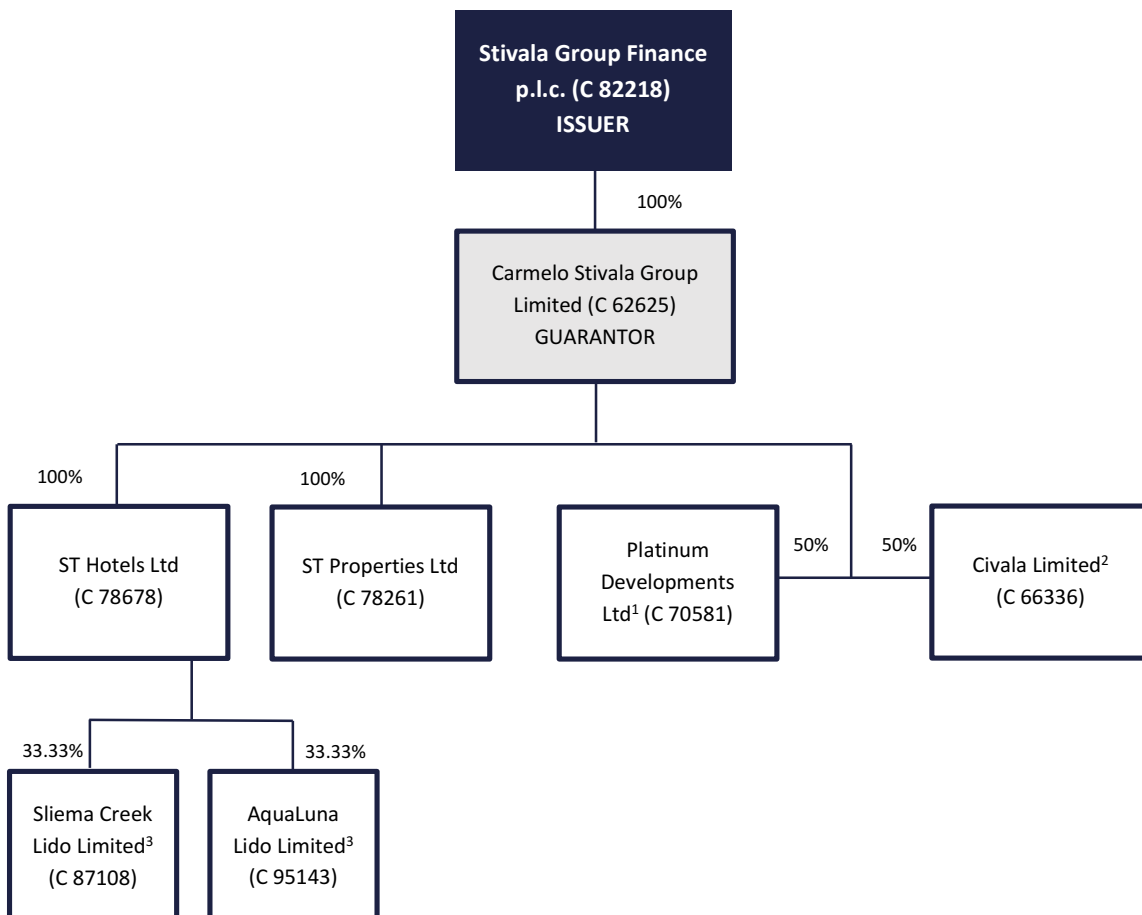 Stivala Group Finance
p.l.c. (C 82218)
ISSUER
100%
Carmelo Stivala Group
Limited (C 62625)
GUARANTOR
100%
100%
ST Hotels Ltd
(C 78678)
ST Properties Ltd
(C 78261)
Platinum
Developments
Ltd¹ (C 70581)
50%
50%
Civala Limited²
(C 66336)
33.33%
33.33%
Sliema Creek
Lido Limited³
(C 87108)
AquaLuna
Lido Limited³
(C 95143)